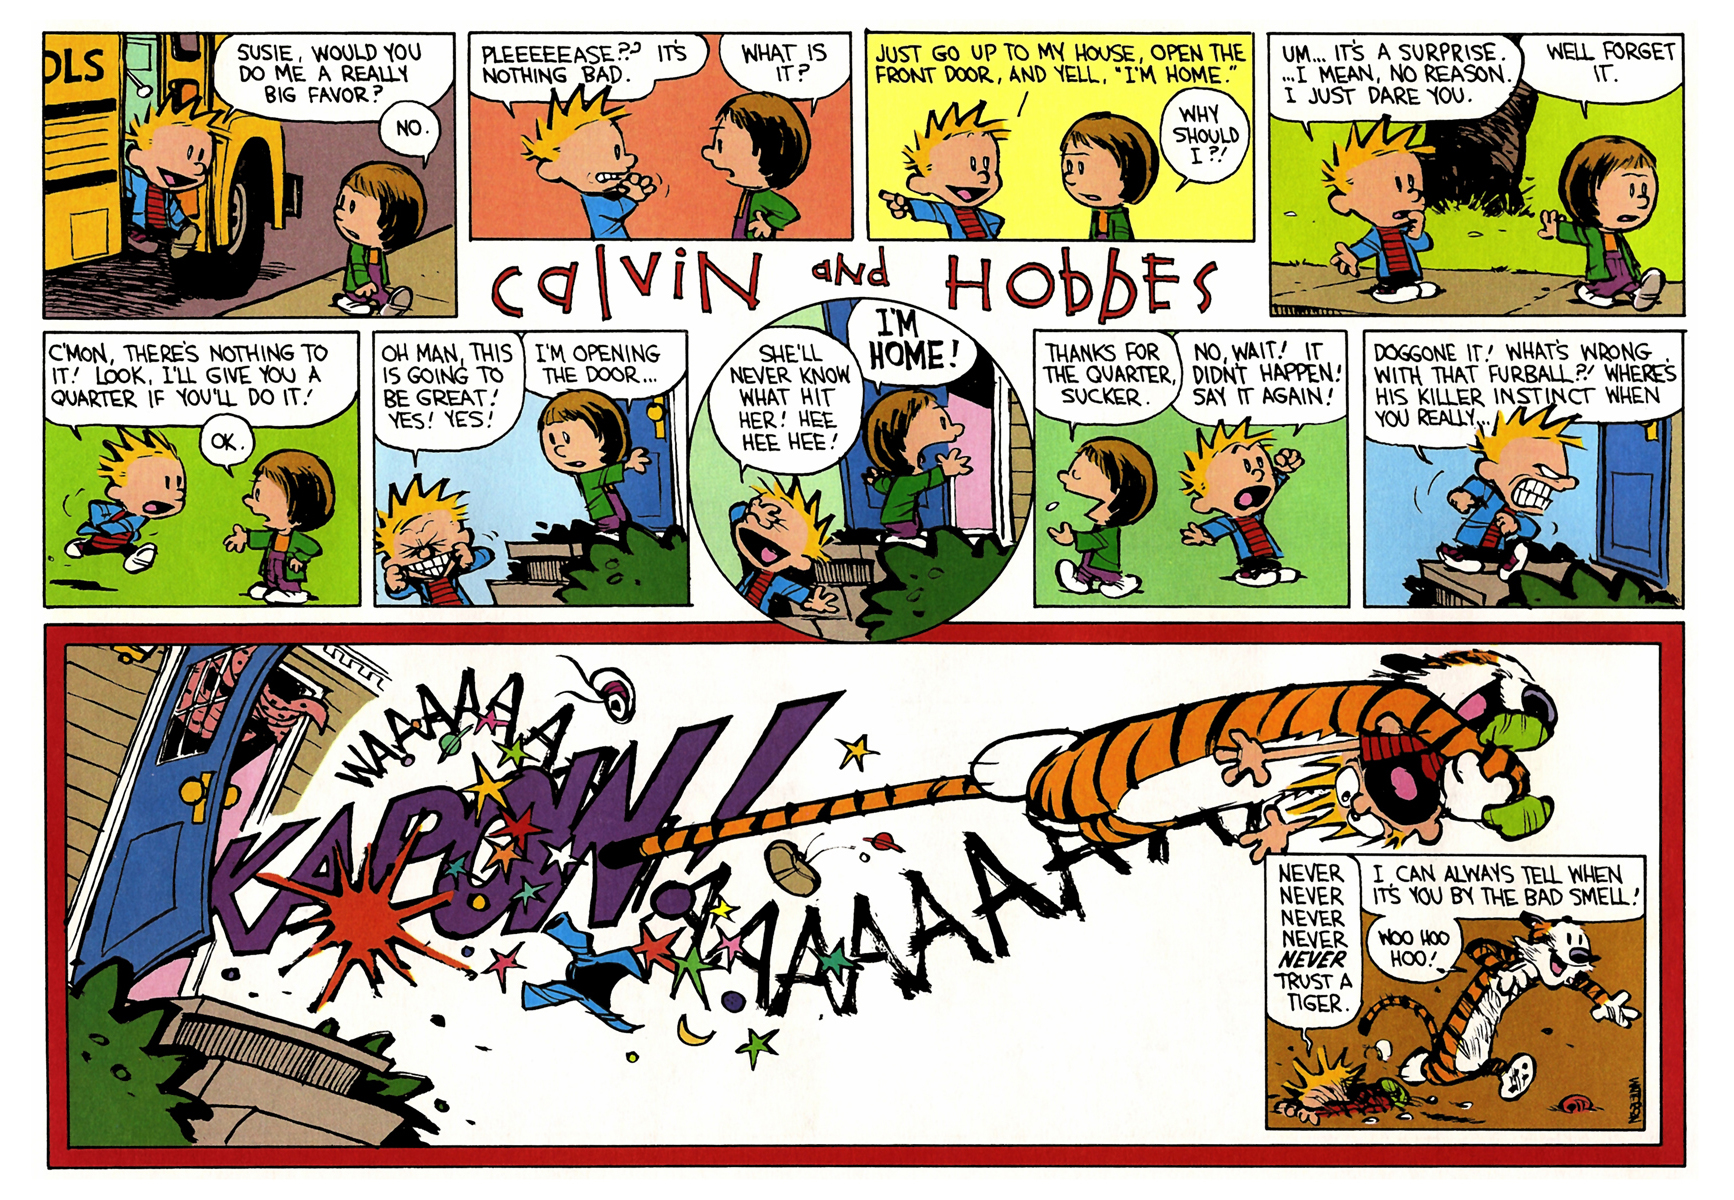 OLS
SUSIE, WOULD YOU
DO ME A REALLY
BIG FAVOR?
NO.
PLEEEEEASE?? IT'S
NOTHING BAD.
WHAT IS
IT?
JUST GO UP TO MY HOUSE, OPEN THE
FRONT DOOR, AND YELL, "I'M HOME."
WHY
SHOULD
I?!
UM... IT'S A SURPRISE.
...I MEAN, NO REASON.
I JUST DARE YOU.
WELL FORGET
IT.
CALVIN AND HOBBES
C'MON, THERE'S NOTHING TO
IT! LOOK, I'LL GIVE YOU A
QUARTER IF YOU'LL DO IT!
OK.
OH MAN, THIS
IS GOING TO
BE GREAT!
YES! YES!
I'M OPENING
THE DOOR...
SHE'LL
NEVER KNOW
WHAT HIT
HER! HEE
HEE HEE!
I'M
HOME!
THANKS FOR
THE QUARTER,
SUCKER.
NO, WAIT! IT
DIDN'T HAPPEN!
SAY IT AGAIN!
DOGGONE IT! WHAT'S WRONG
WITH THAT FURBALL?! WHERE'S
HIS KILLER INSTINCT WHEN
YOU REALLY...
WAAAAAA
KAPOW!!
AAAAAAAAA
NEVER
NEVER
NEVER
NEVER
NEVER
TRUST A
TIGER.
I CAN ALWAYS TELL WHEN
IT'S YOU BY THE BAD SMELL!
WOO HOO
HOO!
WATTERSON